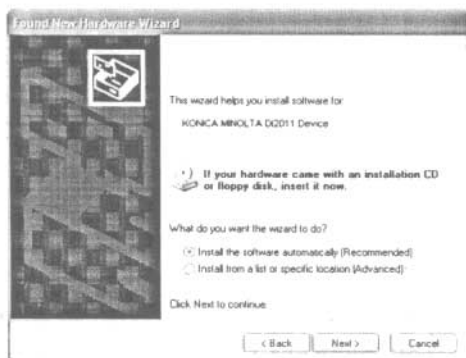 Found New Hardware Wizard
This wizard helps you install software for:
KONICA MINOLTA Di2011 Device
If your hardware came with an installation CD
or floppy disk, insert it now.
What do you want the wizard to do?
Install the software automatically (Recommended)
Install from a list or specific location (Advanced)
Click Next to continue.
< Back
Next >
Cancel